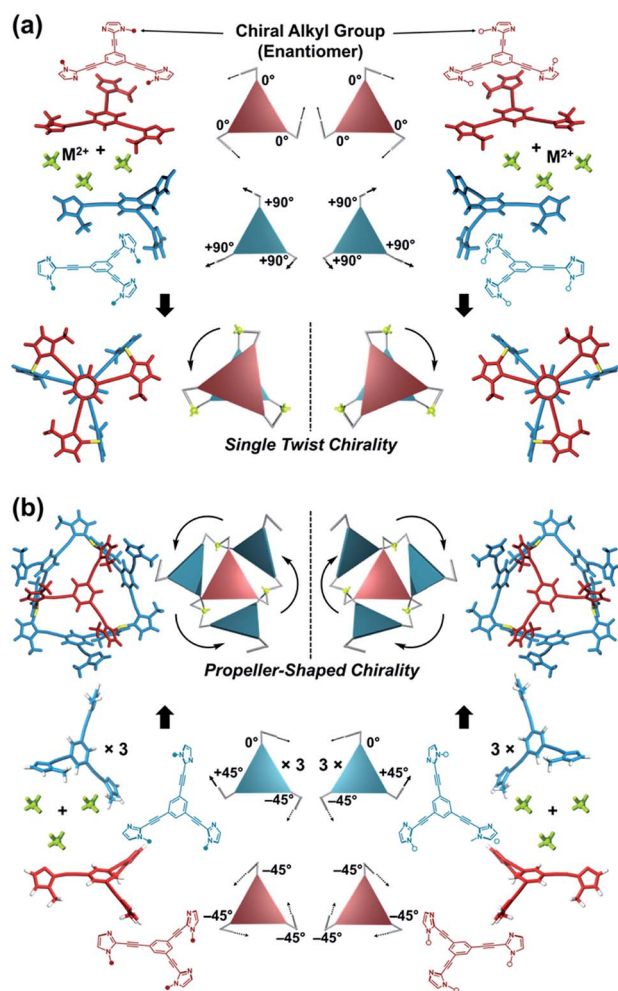 (a)
Chiral Alkyl Group
(Enantiomer)
N
N
N
N
N
N
N
N
N
N
N
N
0°
0°
0°
0°
0°
0°
M²⁺ +
+ M²⁺
+90°
+90°
+90°
+90°
+90°
+90°
N
N
N
N
N
N
N
N
N
N
N
N
Single Twist Chirality
(b)
Propeller-Shaped Chirality
× 3
N
N
N
N
N
N
0°
+45°
−45°
× 3
3 ×
0°
+45°
−45°
N
N
N
N
N
N
3 ×
+
+
−45°
−45°
−45°
−45°
−45°
−45°
N
N
N
N
N
N
N
N
N
N
N
N